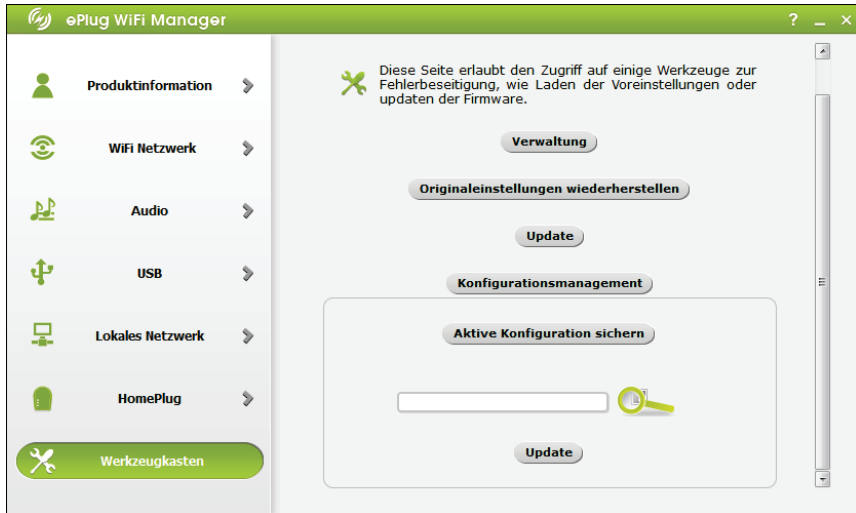 ePlug WiFi Manager
? _ ×
Produktinformation
WiFi Netzwerk
Audio
USB
Lokales Netzwerk
HomePlug
Werkzeugkasten
Diese Seite erlaubt den Zugriff auf einige Werkzeuge zur
Fehlerbeseitigung, wie Laden der Voreinstellungen oder
updaten der Firmware.
Verwaltung
Originaleinstellungen wiederherstellen
Update
Konfigurationsmanagement
Aktive Konfiguration sichern
Update